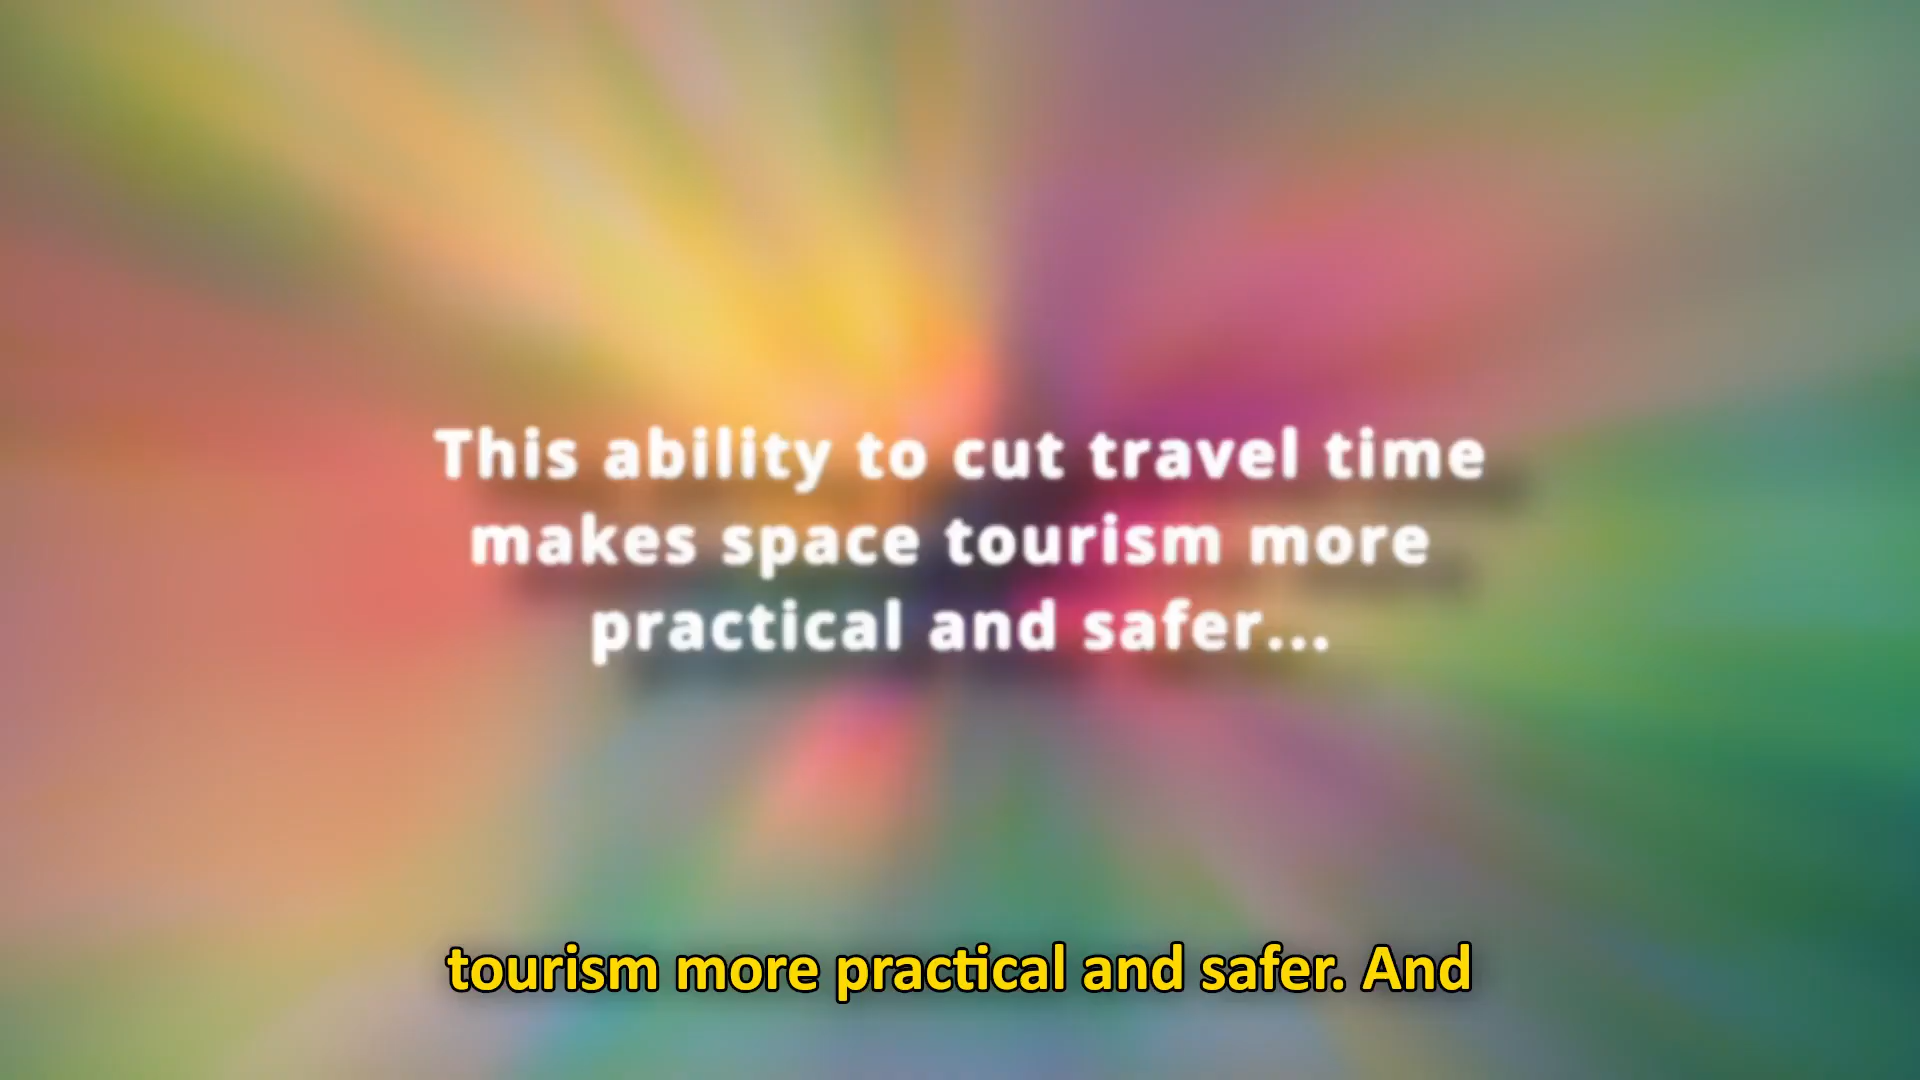 This ability to cut travel time
makes space tourism more
practical and safer...
tourism more practical and safer. And